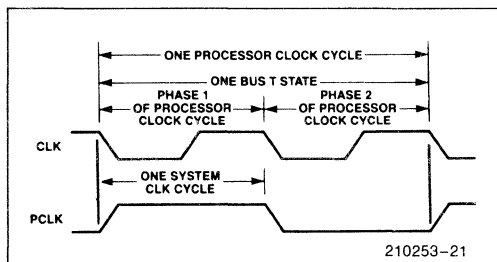 ONE PROCESSOR CLOCK CYCLE
ONE BUS T STATE
PHASE 1
OF PROCESSOR
CLOCK CYCLE
PHASE 2
OF PROCESSOR
CLOCK CYCLE
CLK
ONE SYSTEM
CLK CYCLE
PCLK
210253-21